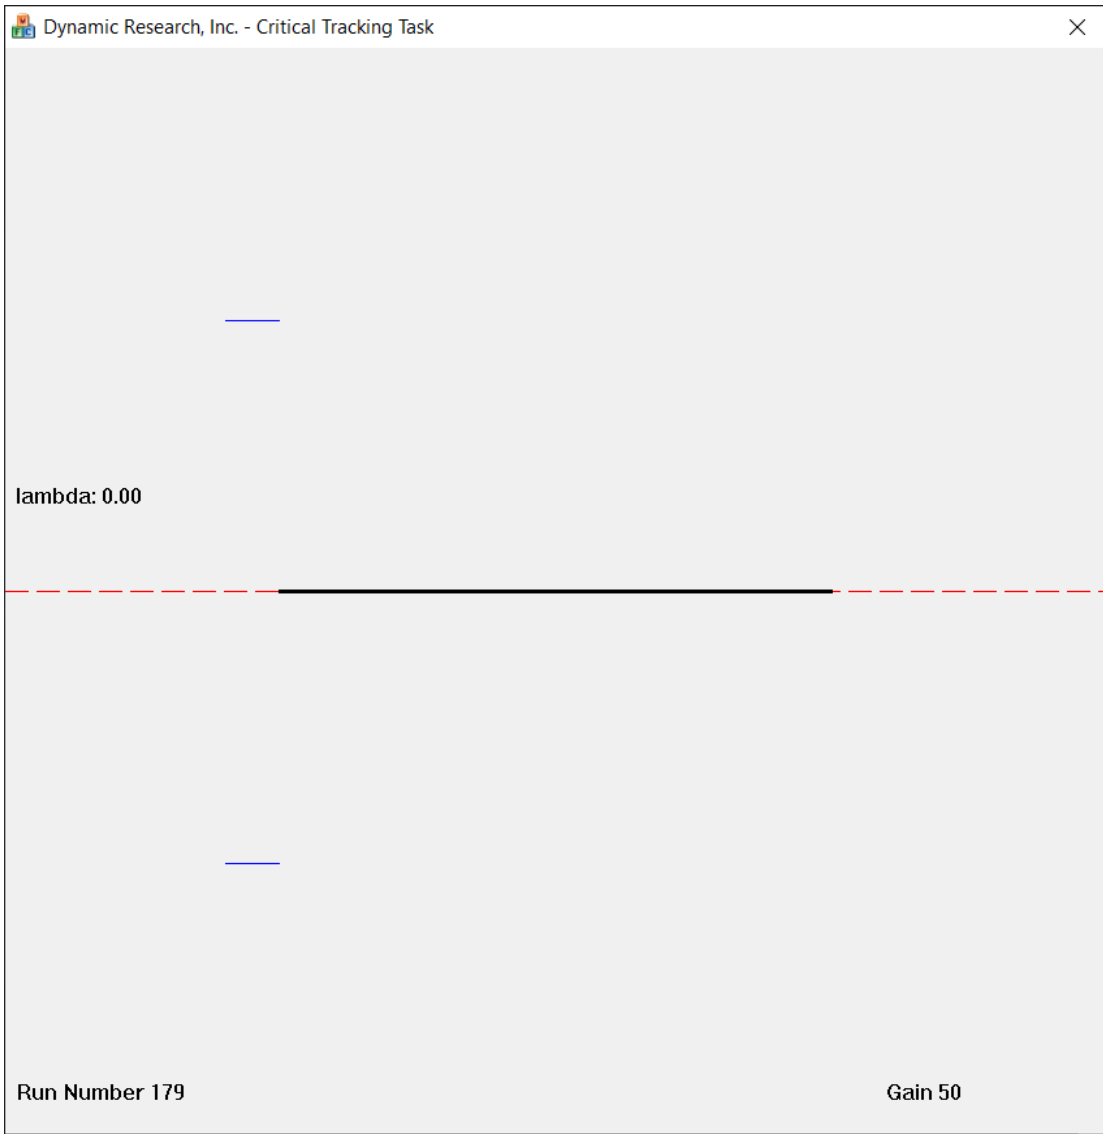 Dynamic Research, Inc. - Critical Tracking Task
lambda: 0.00
Run Number 179
Gain 50